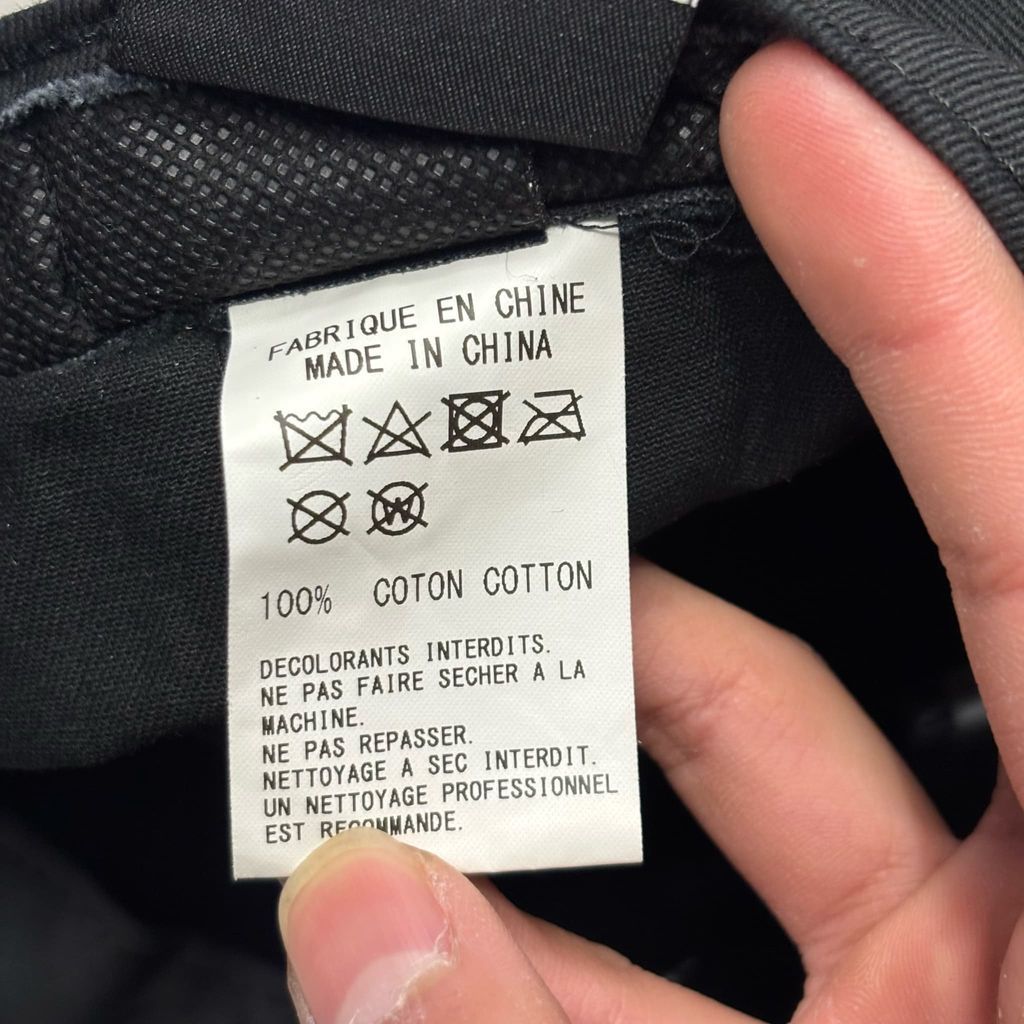 FABRIQUE EN CHINE
MADE IN CHINA
W
100% COTON COTTON
DECOLORANTS INTERDITS.
NE PAS FAIRE SECHER A LA
MACHINE.
NE PAS REPASSER.
NETTOYAGE A SEC INTERDIT.
UN NETTOYAGE PROFESSIONNEL
EST RECOMMANDE.